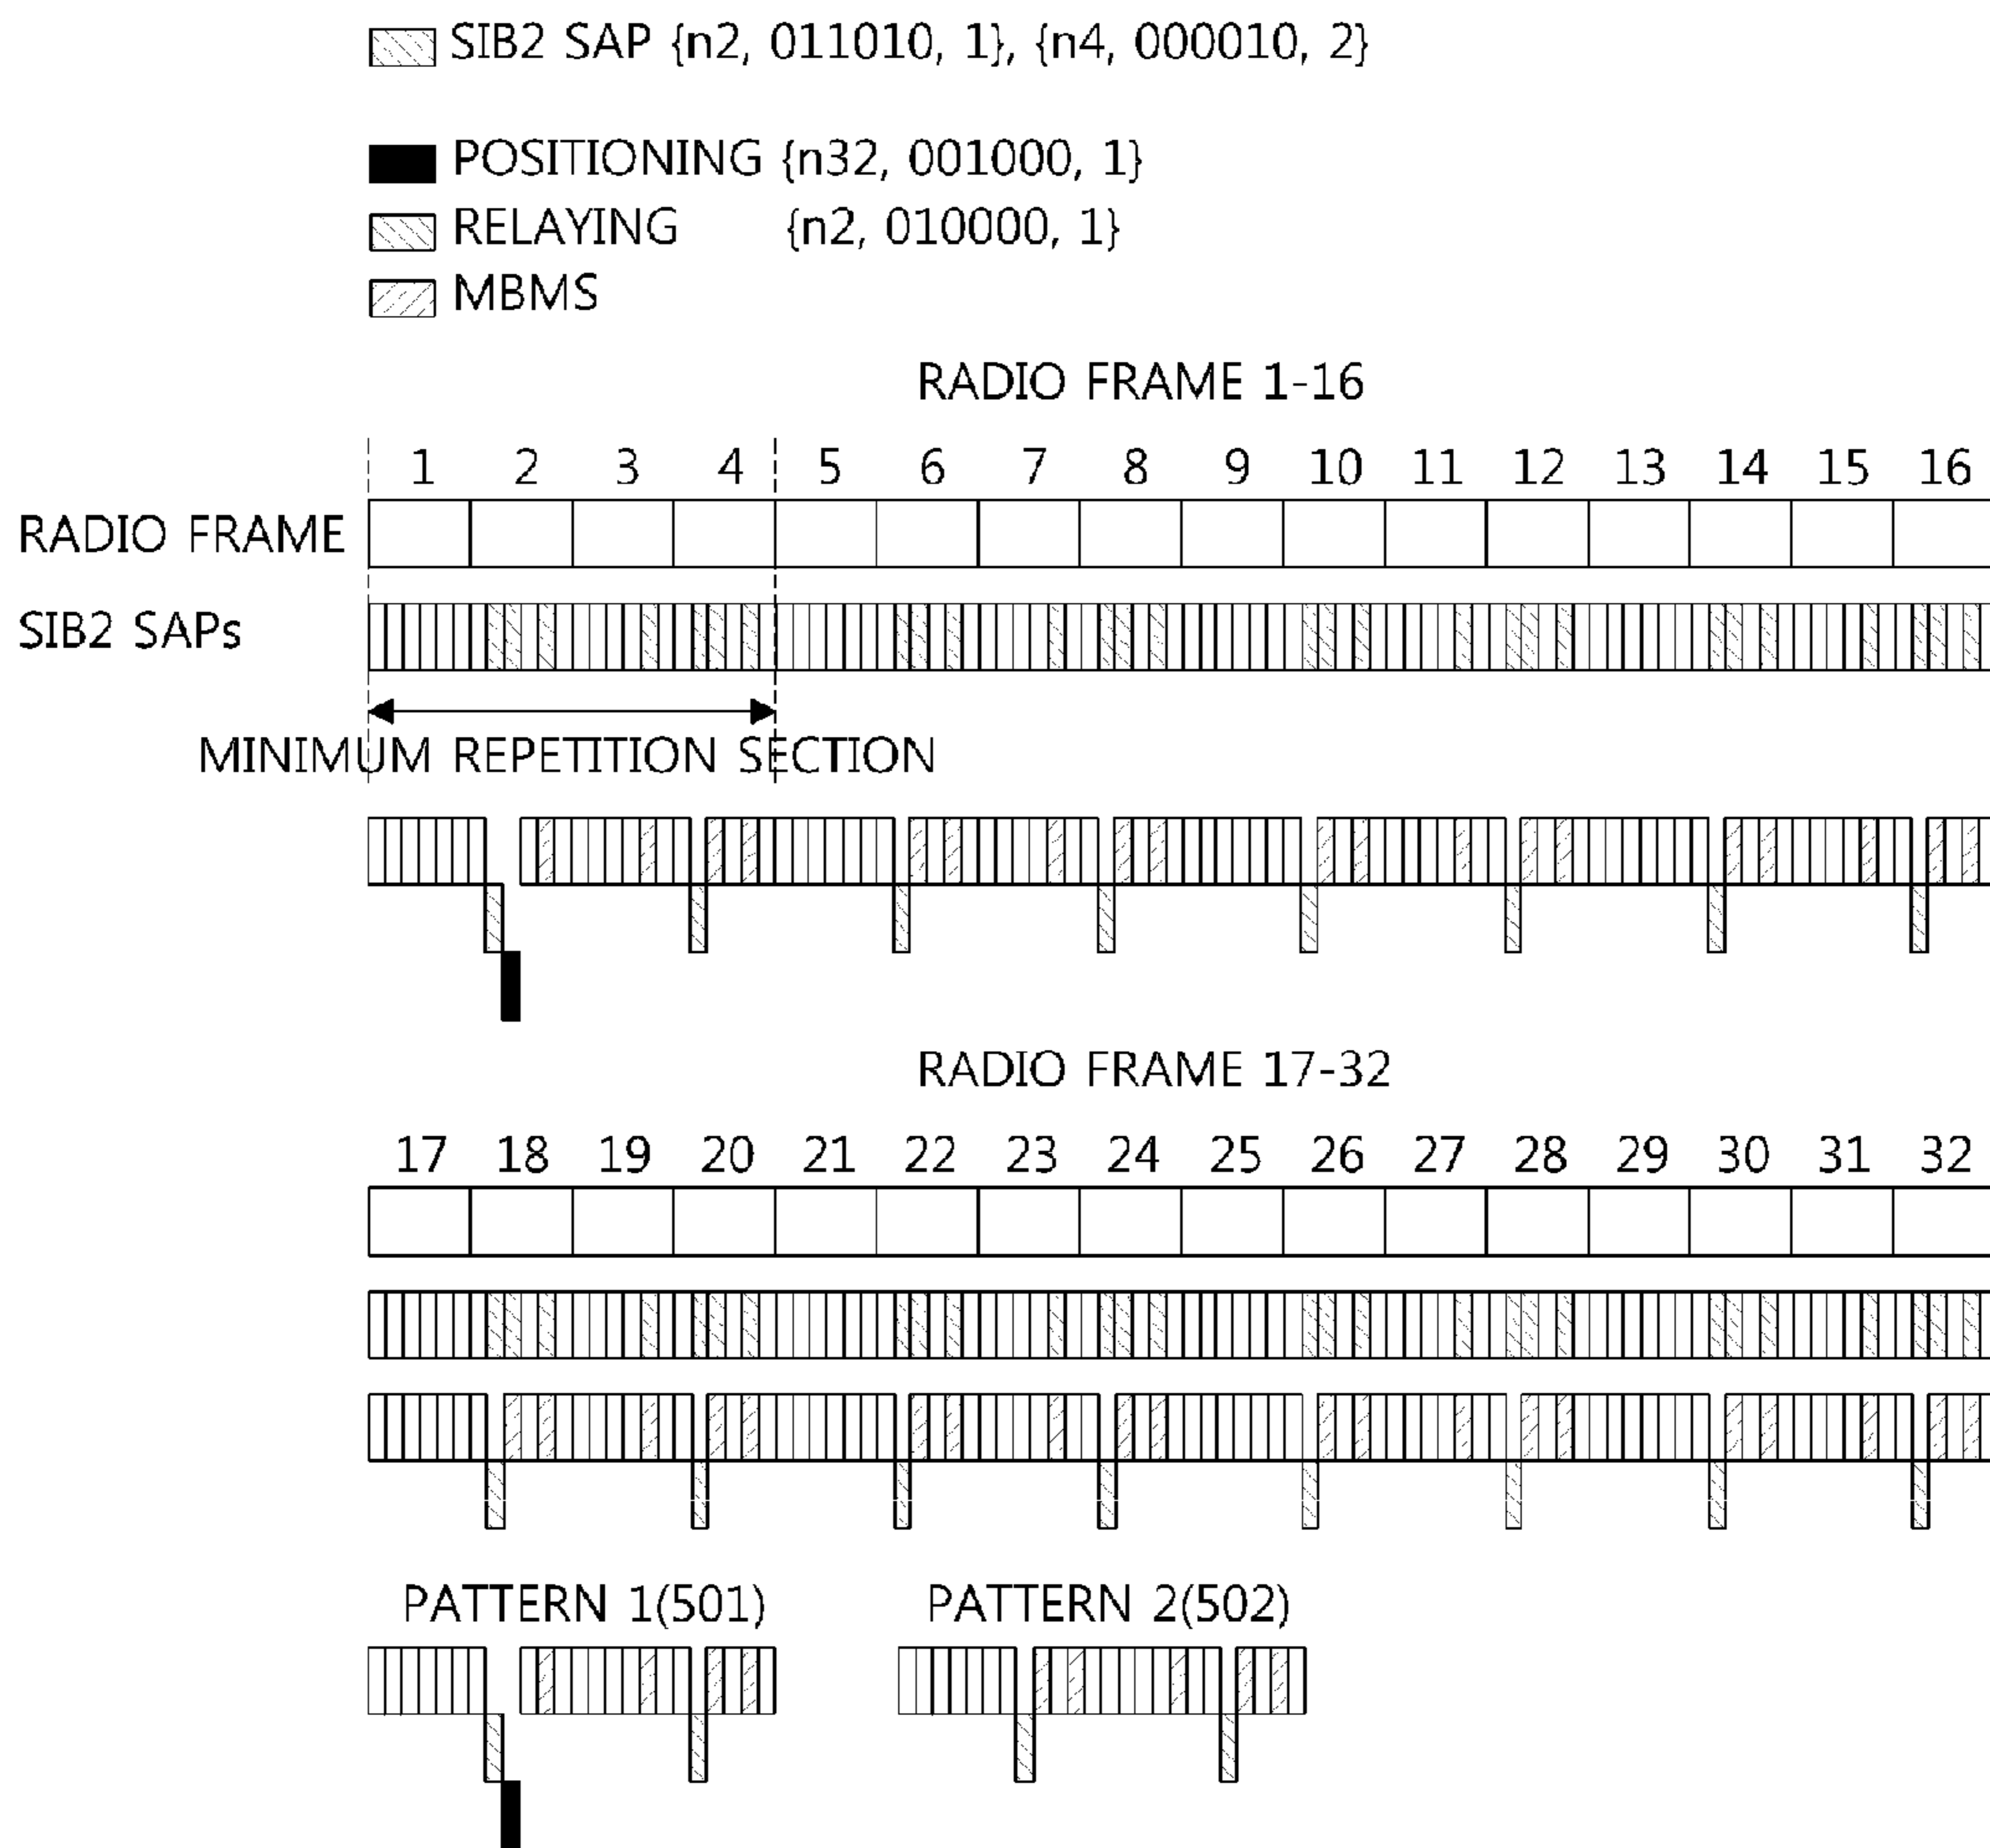 SIB2 SAP {n2, 011010, 1}, {n4, 000010, 2}
POSITIONING {n32, 001000, 1}
RELAYING {n2, 010000, 1}
MBMS
RADIO FRAME 1-16
1 2 3 4 5 6 7 8 9 10 11 12 13 14 15 16
RADIO FRAME
SIB2 SAPs
MINIMUM REPETITION SECTION
RADIO FRAME 17-32
17 18 19 20 21 22 23 24 25 26 27 28 29 30 31 32
PATTERN 1(501) PATTERN 2(502)